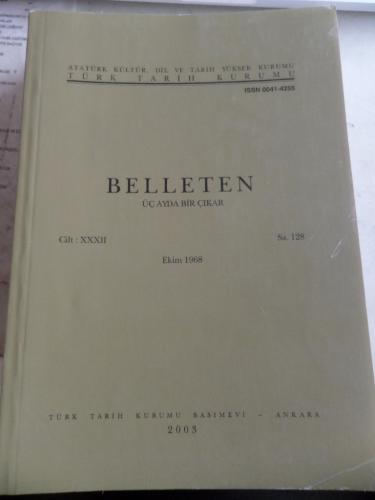 ATATÜRK KÜLTÜR, DİL VE TARİH YÜKSEK KURUMU
TÜRK TARİH KURUMU
ISSN 0041-4255
BELLETEN
ÜÇ AYDA BİR ÇIKAR
Cilt : XXXII
Sa. 128
Ekim 1968
TÜRK TARİH KURUMU BASIMEVİ – ANKARA
2003